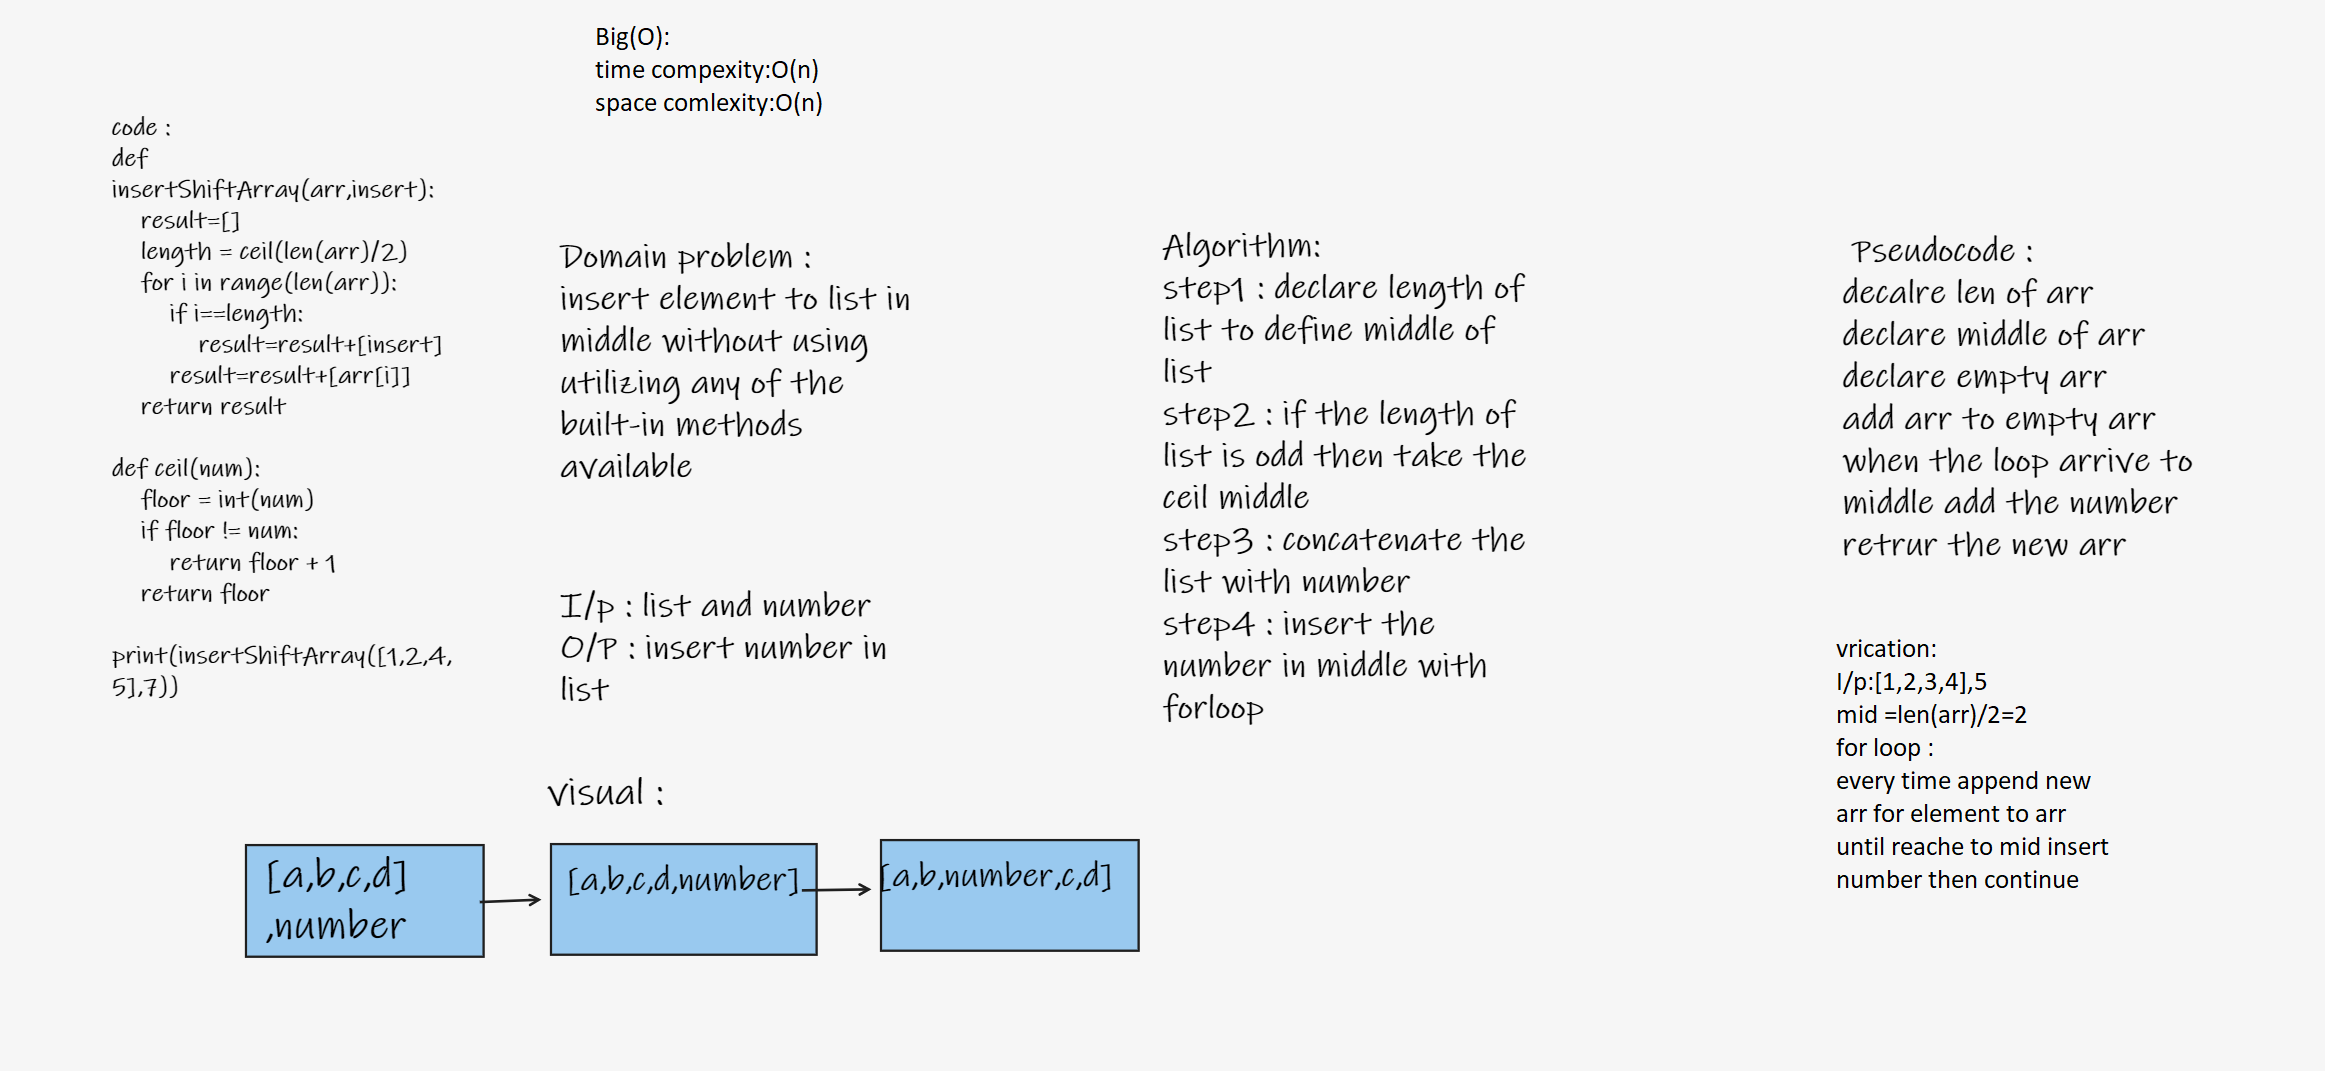 Big(O):
time compexity:O(n)
space comlexity:O(n)
code :
def
insertShiftArray(arr,insert):
result=[]
length = ceil(len(arr)/2)
for i in range(len(arr)):
if i==length:
result=result+[insert]
result=result+[arr[i]]
return result
def ceil(num):
floor = int(num)
if floor != num:
return floor + 1
return floor
print(insertShiftArray([1,2,4,
5],7))
Domain problem :
insert element to list in
middle without using
utilizing any of the
built-in methods
available
I/p : list and number
O/P : insert number in
list
Algorithm:
step1 : declare length of
list to define middle of
list
step2 : if the length of
list is odd then take the
ceil middle
step3 : concatenate the
list with number
step4 : insert the
number in middle with
forloop
Pseudocode :
decalre len of arr
declare middle of arr
declare empty arr
add arr to empty arr
when the loop arrive to
middle add the number
retrur the new arr
vrication:
I/p:[1,2,3,4],5
mid =len(arr)/2=2
for loop :
every time append new
arr for element to arr
until reache to mid insert
number then continue
visual :
[a,b,c,d]
,number
[a,b,c,d,number]
[a,b,number,c,d]